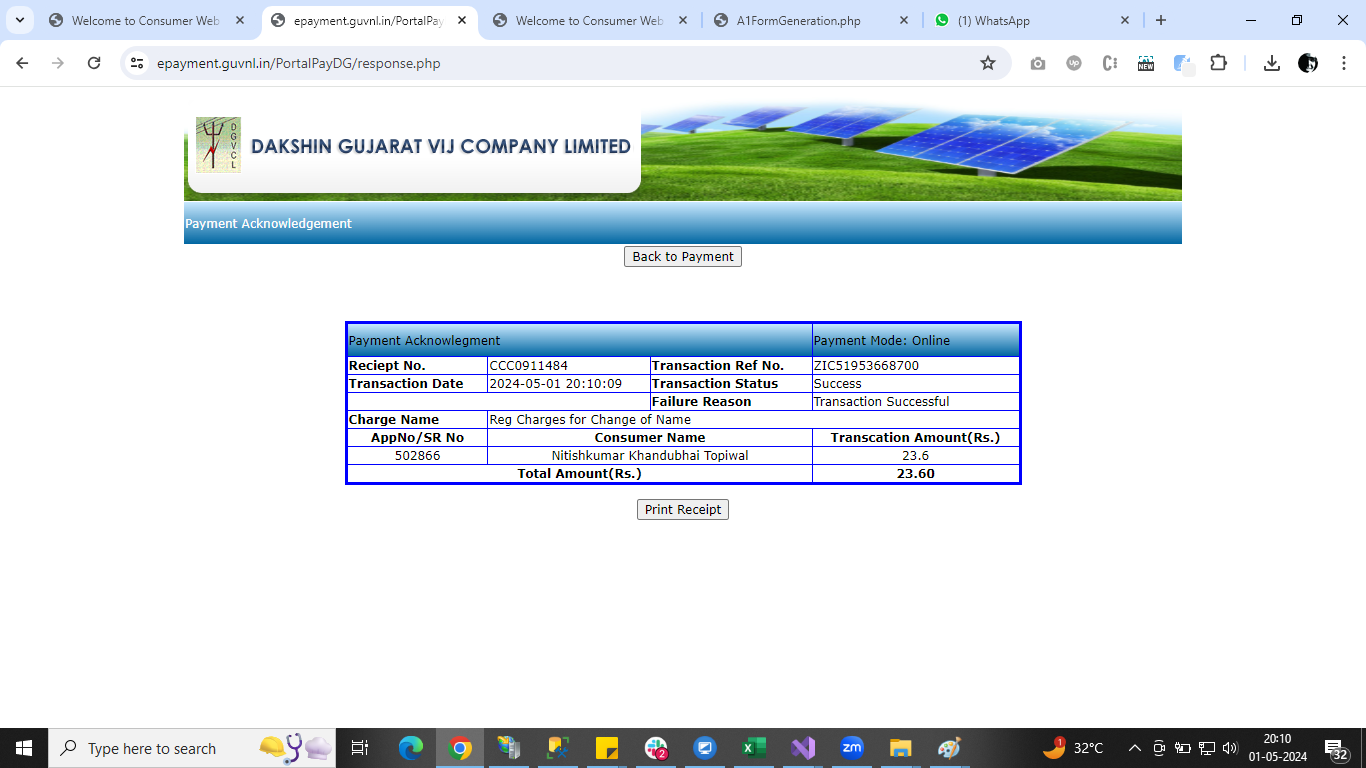 Welcome to Consumer Web
epayment.guvnl.in/PortalPay
Welcome to Consumer Web
A1FormGeneration.php
(1) WhatsApp
epayment.guvnl.in/PortalPayDG/response.php
UP
NEW
DGVCL
DAKSHIN GUJARAT VIJ COMPANY LIMITED
Payment Acknowledgement
Back to Payment
Payment Acknowlegment Payment Mode: Online
Reciept No. CCC0911484 Transaction Ref No. ZIC51953668700
Transaction Date 2024-05-01 20:10:09 Transaction Status Success
Failure Reason Transaction Successful
Charge Name Reg Charges for Change of Name
AppNo/SR No Consumer Name Transcation Amount(Rs.)
502866 Nitishkumar Khandubhai Topiwal 23.6
Total Amount(Rs.) 23.60
Print Receipt
Type here to search
2
zm
1
32°C
20:10
01-05-2024
32